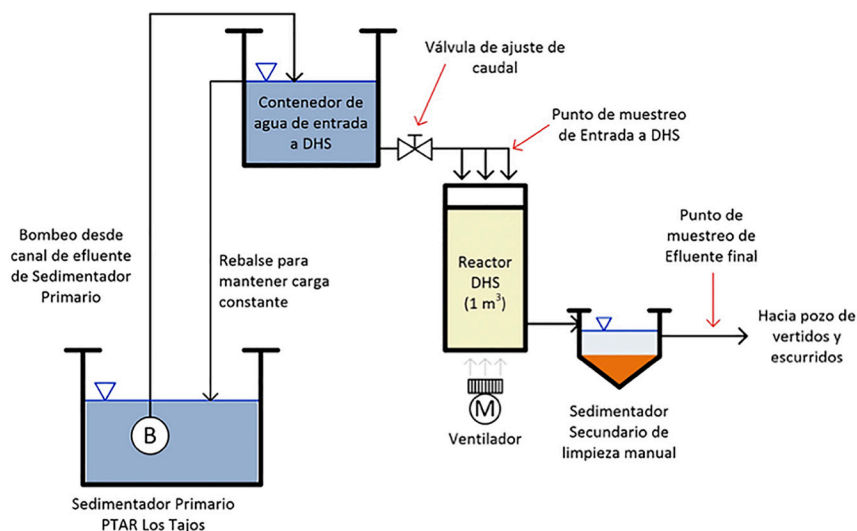 Válvula de ajuste de
caudal
Contenedor de
agua de entrada
a DHS
Punto de muestreo
de Entrada a DHS
Bombeo desde
canal de efluente
de Sedimentador
Primario
Rebalse para
mantener carga
constante
Reactor
DHS
(1 m³)
Punto de
muestreo de
Efluente final
Hacia pozo de
vertidos y
escurridos
M
Ventilador
Sedimentador
Secundario de
limpieza manual
B
Sedimentador Primario
PTAR Los Tajos